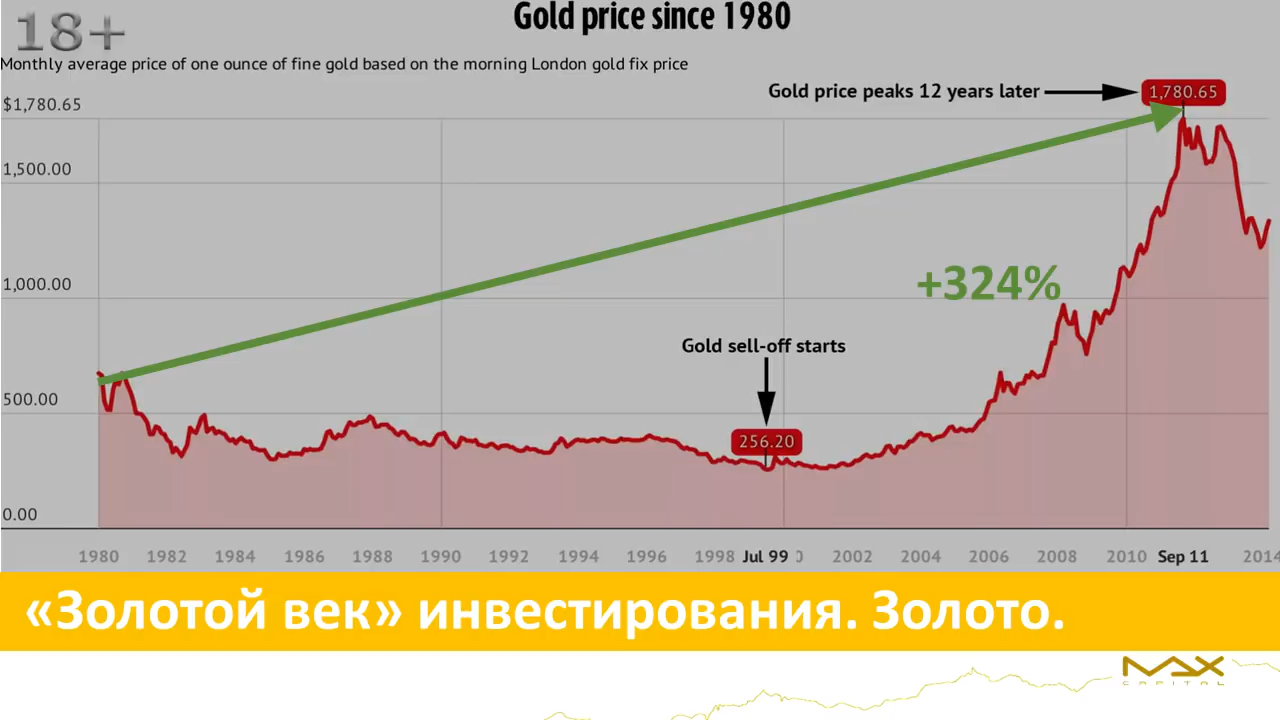 18+
Gold price since 1980
Monthly average price of one ounce of fine gold based on the morning London gold fix price
Gold price peaks 12 years later
1,780.65
$1,780.65
1,500.00
+324%
1,000.00
Gold sell-off starts
500.00
256.20
0.00
1980 1982 1984 1986 1988 1990 1992 1994 1996 1998 Jul 99 0 2002 2004 2006 2008 2010 Sep 11 2014
«Золотой век» инвестирования. Золото.
MAX
CAPITAL